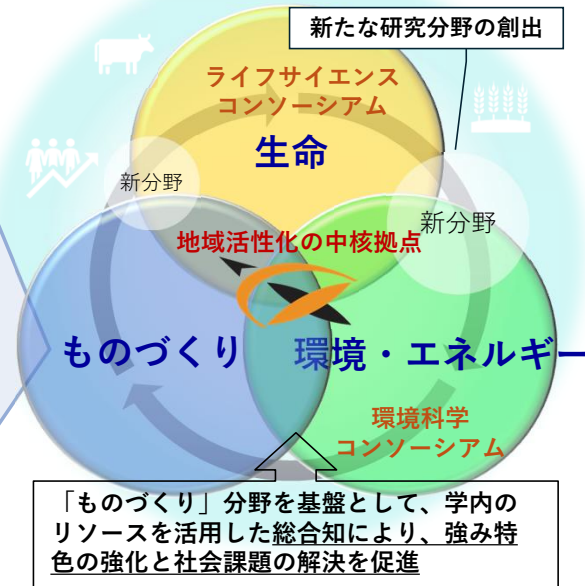 新たな研究分野の創出
ライフサイエンス
コンソーシアム
生命
新分野
新分野
地域活性化の中核拠点
ものづくり
環境・エネルギー
環境科学
コンソーシアム
「ものづくり」分野を基盤として、学内の
リソースを活用した総合知により、強み特
色の強化と社会課題の解決を促進